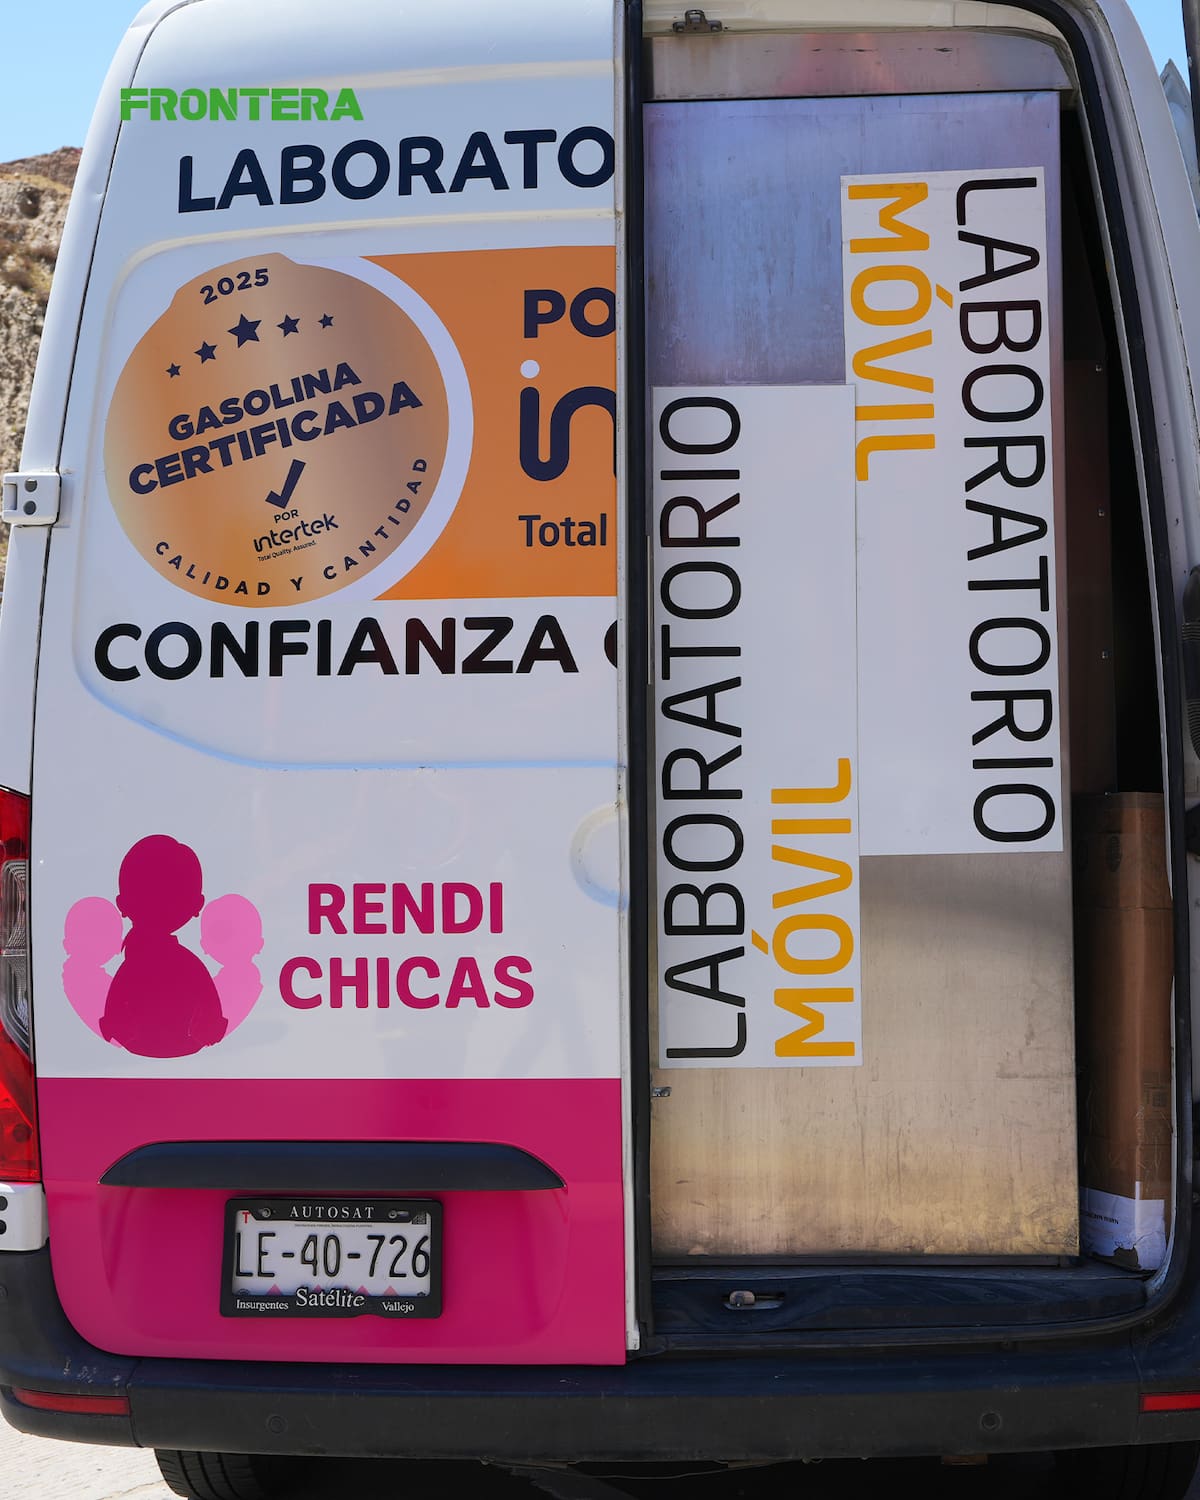 FRONTERA
LABORATO
2025
GASOLINA
CERTIFICADA
POR
intertek
Total Quality. Assured.
CALIDAD Y CANTIDAD
PO
in
Total
CONFIANZA
RENDI
CHICAS
LABORATORIO
MÓVIL
LABORATORIO
MÓVIL
AUTOSAT
LE-40-726
Insurgentes Satélite Vallejo